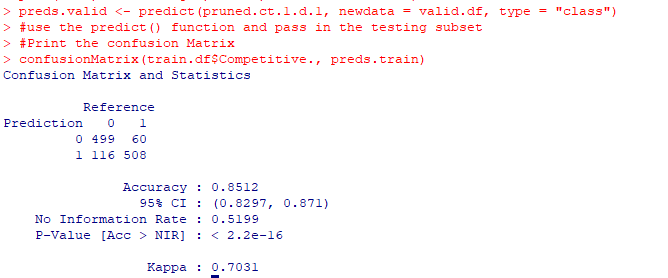 > preds.valid <- predict(pruned.ct.1.d.1, newdata = valid.df, type = "class")
> #use the predict() function and pass in the testing subset
> #Print the confusion Matrix
> confusionMatrix(train.df$Competitive., preds.train)
Confusion Matrix and Statistics
Reference
Prediction 0 1
0 499 60
1 116 508
Accuracy : 0.8512
95% CI : (0.8297, 0.871)
No Information Rate : 0.5199
P-Value [Acc > NIR] : < 2.2e-16
Kappa : 0.7031